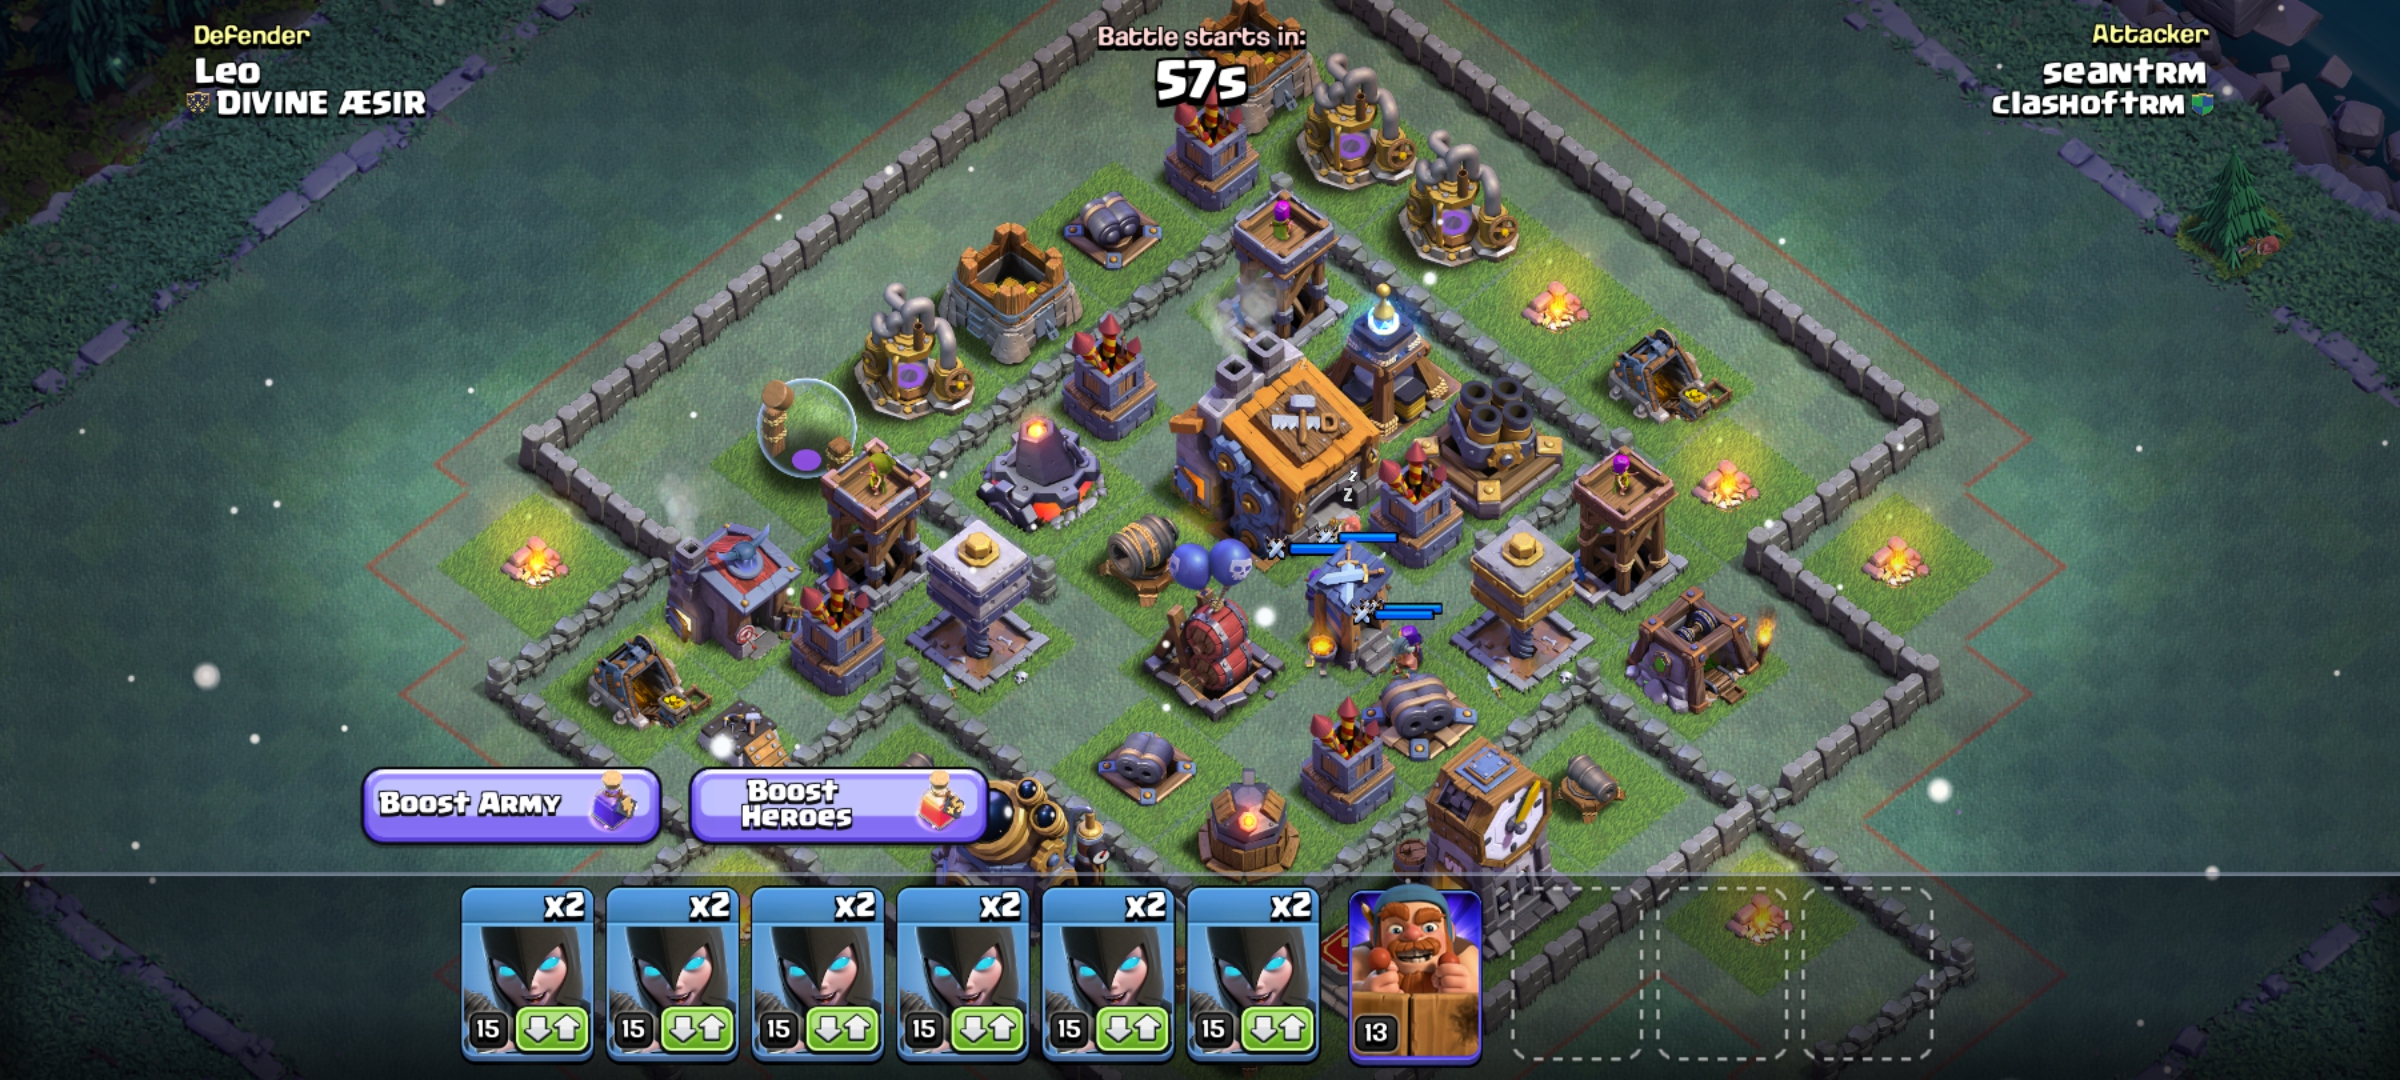 Defender
Leo
DIVINE ÆSIR
Battle starts in:
57s
Attacker
seantRM
clashoftRM
z
z
Boost Army
Boost
Heroes
x2
x2
x2
x2
x2
x2
15
15
15
15
15
15
13